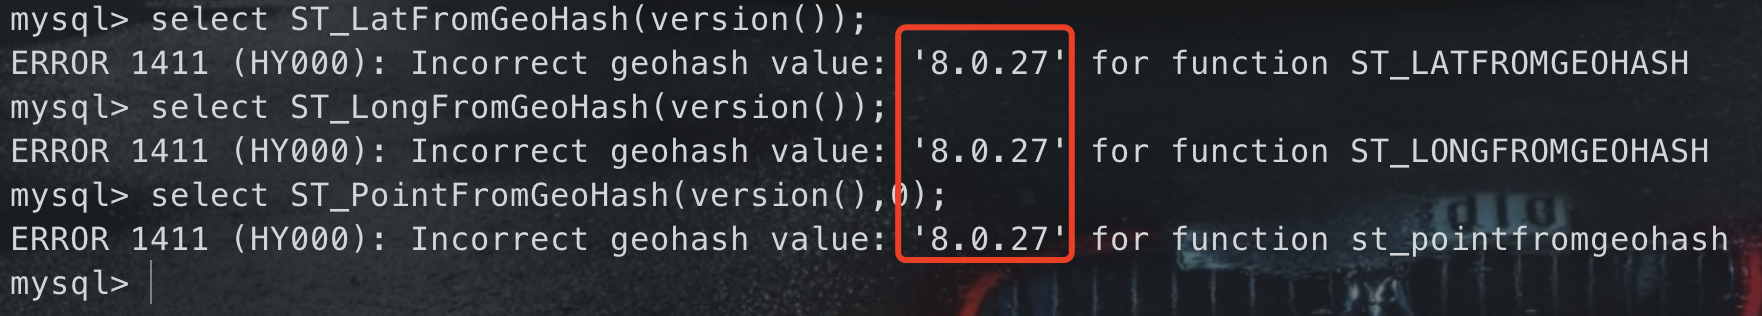 mysql> select ST_LatFromGeoHash(version());
ERROR 1411 (HY000): Incorrect geohash value: '8.0.27' for function ST_LATFROMGEOHASH
mysql> select ST_LongFromGeoHash(version());
ERROR 1411 (HY000): Incorrect geohash value: '8.0.27' for function ST_LONGFROMGEOHASH
mysql> select ST_PointFromGeoHash(version(),0);
ERROR 1411 (HY000): Incorrect geohash value: '8.0.27' for function st_pointfromgeohash
mysql>